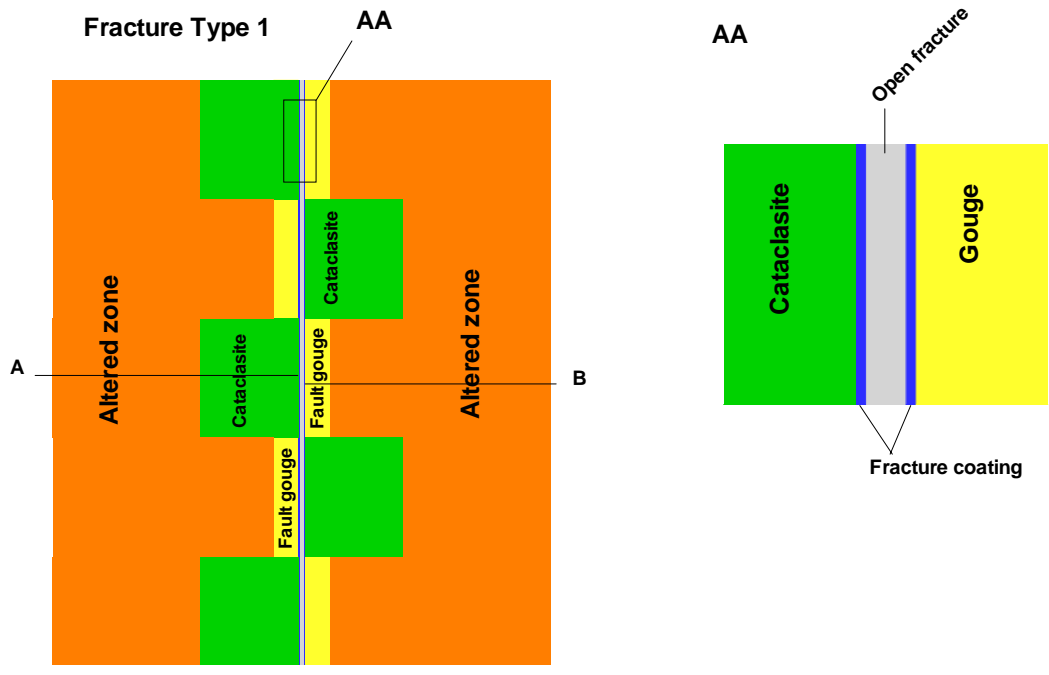 Fracture Type 1
AA
Altered zone
Cataclasite
Cataclasite
Fault gouge
Fault gouge
Altered zone
A
B
AA
Open fracture
Cataclasite
Gouge
Fracture coating